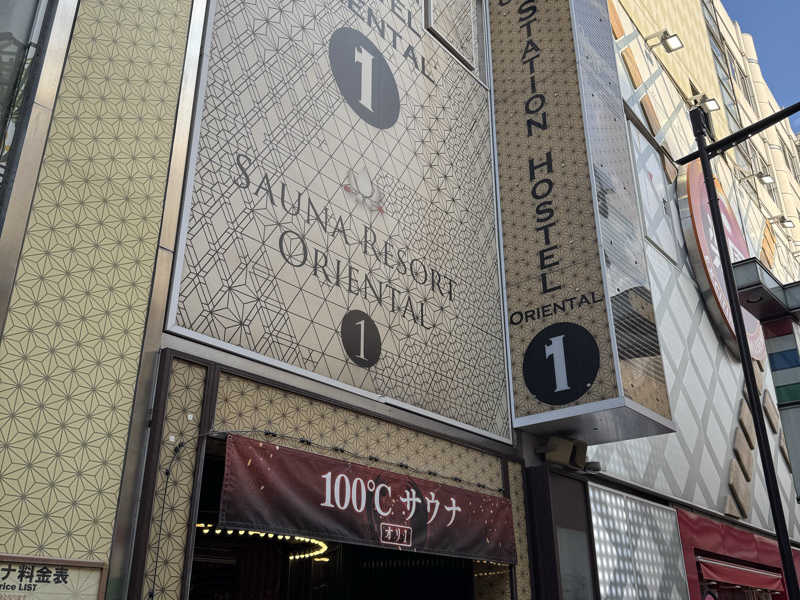 ORIENTAL
1
SAUNA RESORT
ORIENTAL
1
STATION HOSTEL
ORIENTAL
1
100℃ サウナ
オリ1
ナ料金表
rice LIST